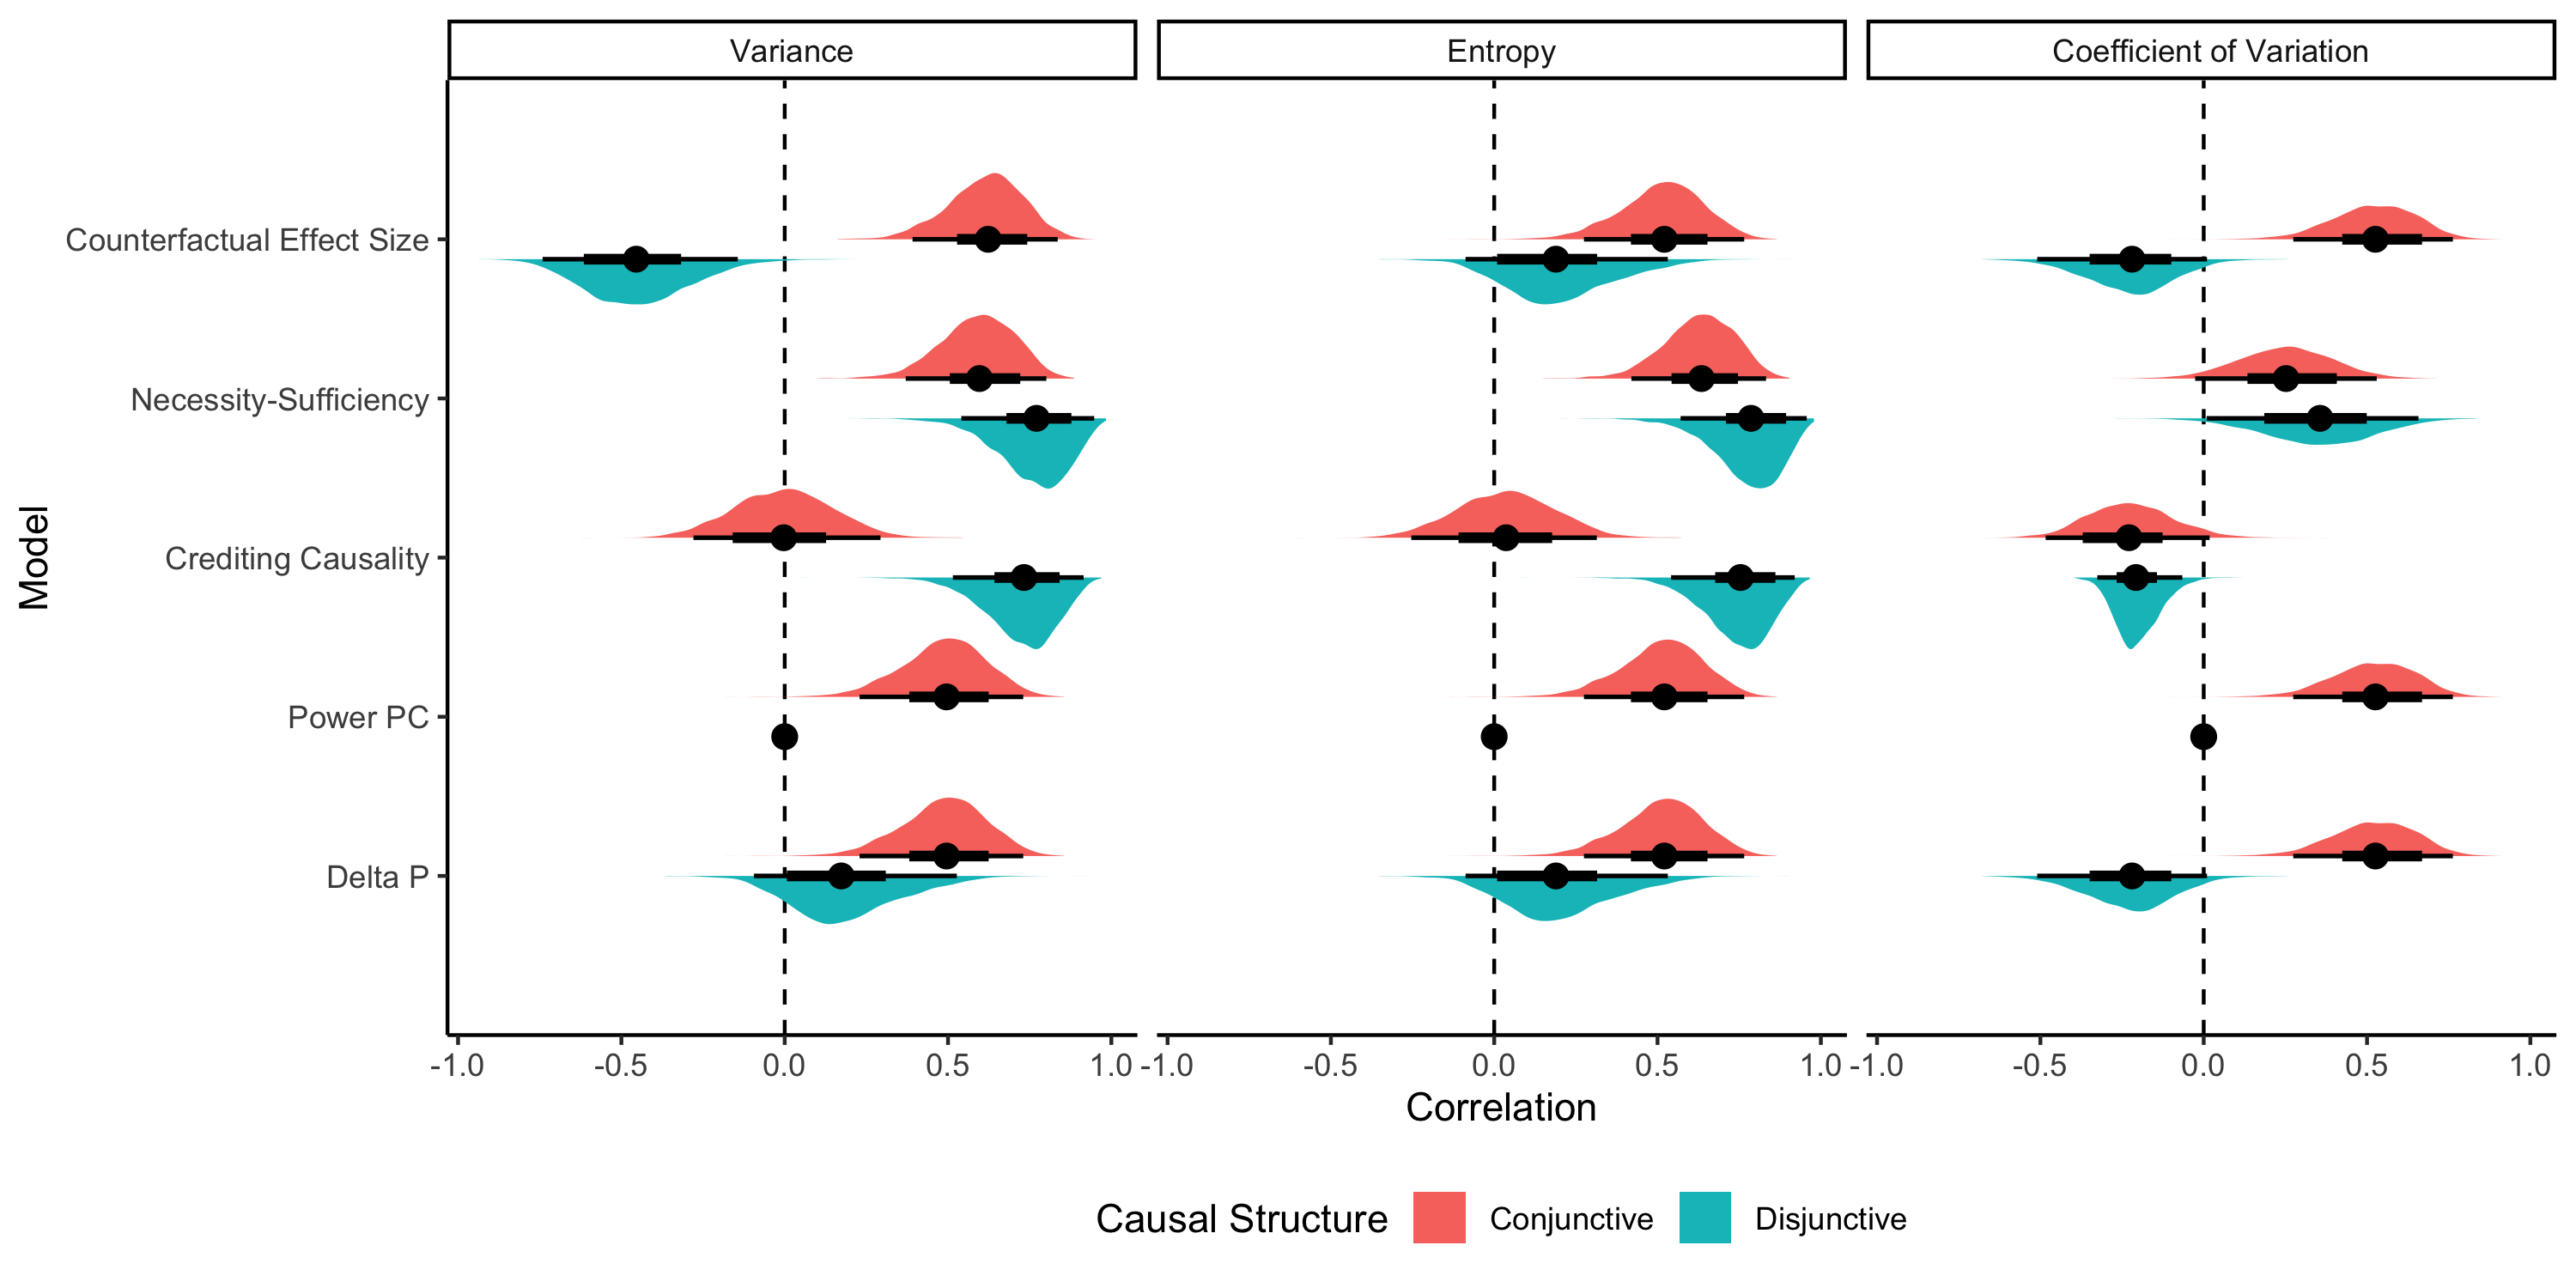 Variance
Entropy
Coefficient of Variation
Model
Counterfactual Effect Size
Necessity-Sufficiency
Crediting Causality
Power PC
Delta P
-1.0 -0.5 0.0 0.5 1.0 -1.0 -0.5 0.0 0.5 1.0 -1.0 -0.5 0.0 0.5 1.0
Correlation
Causal Structure Conjunctive Disjunctive